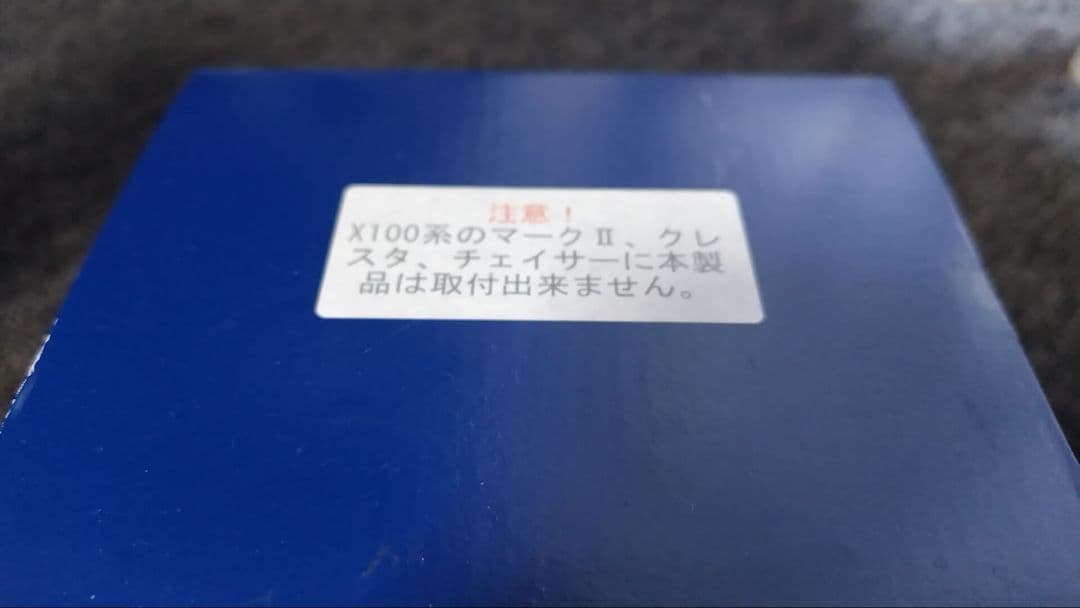 注意！
X100系のマークⅡ、クレ
スタ、チェイサーに本製
品は取付出来ません。